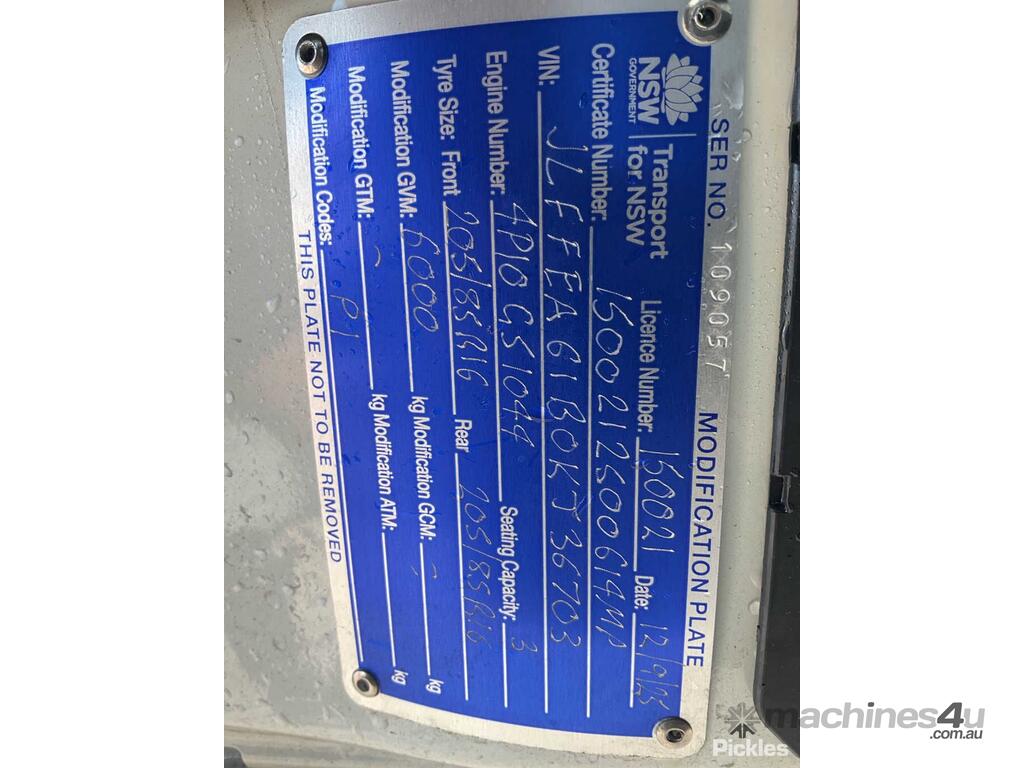 SER NO. 109057 MODIFICATION PLATE
NSW GOVERNMENT Transport for NSW Licence Number: 150021 Date: 12/9/23
Certificate Number: 15002123006 14MP
VIN: JLFFEA61B0KJ36703
Engine Number: 4P10GS1044 Seating Capacity: 3
Tyre Size: Front 205/85R16 Rear 205/85R16
Modification GVM: 6000 kg Modification GCM: - kg
Modification GTM: - kg Modification ATM: - kg
Modification Codes: P1
THIS PLATE NOT TO BE REMOVED
machines4u
.com.au
Pickles